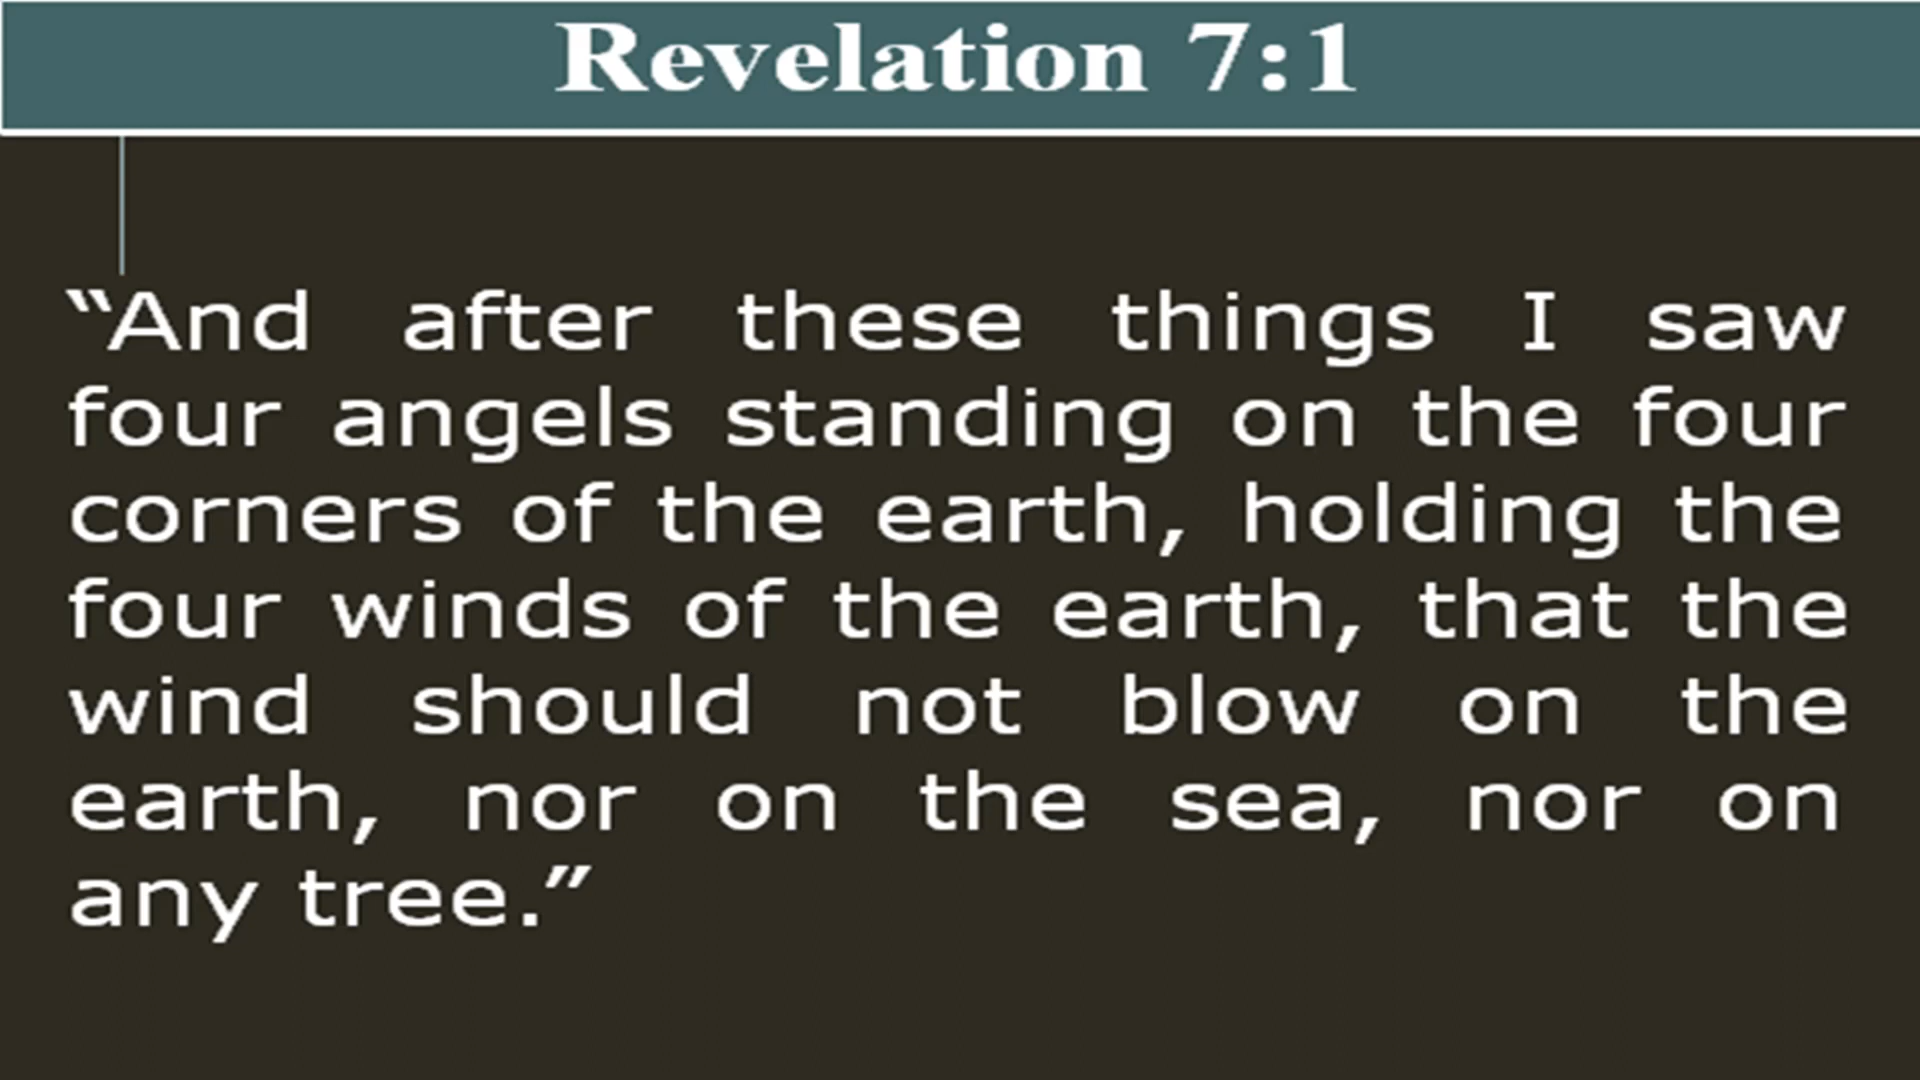 Revelation 7:1
“And after these things I saw
four angels standing on the four
corners of the earth, holding the
four winds of the earth, that the
wind should not blow on the
earth, nor on the sea, nor on
any tree.”